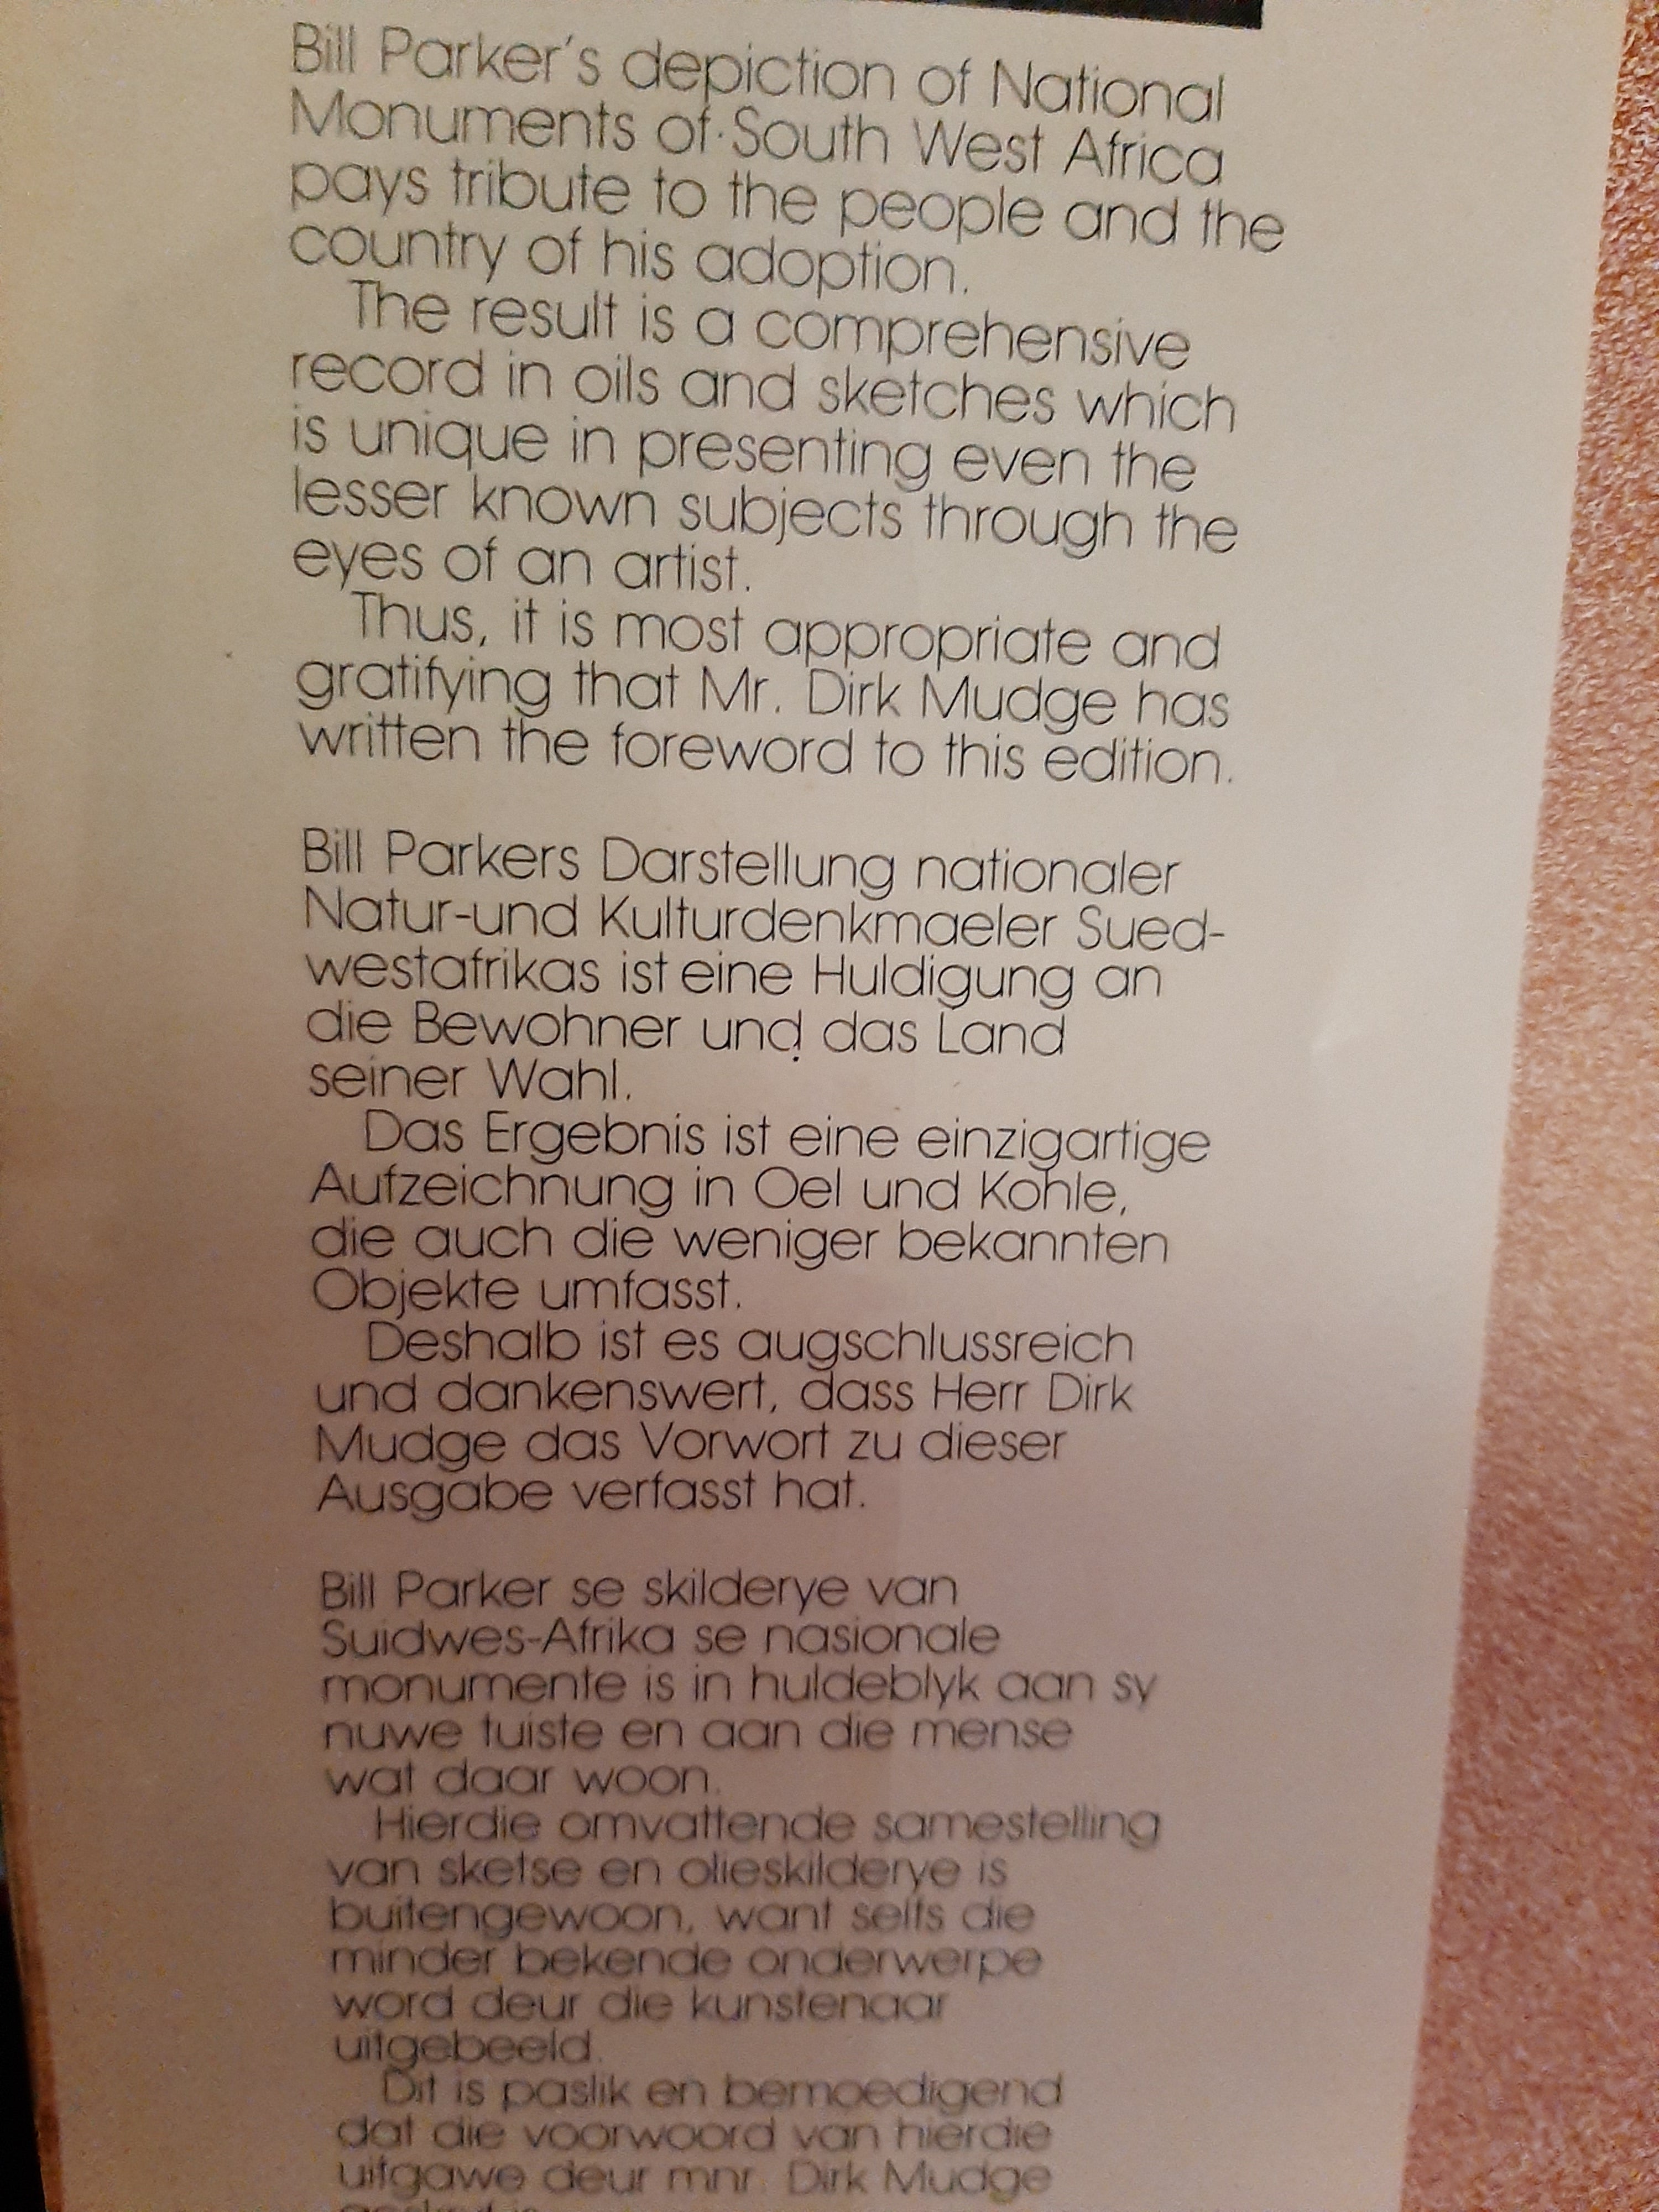 Bill Parker's depiction of National
Monuments of South West Africa
pays tribute to the people and the
country of his adoption.
The result is a comprehensive
record in oils and sketches which
is unique in presenting even the
lesser known subjects through the
eyes of an artist.
Thus, it is most appropriate and
gratifying that Mr. Dirk Mudge has
written the foreword to this edition.
Bill Parkers Darstellung nationaler
Natur-und Kulturdenkmaeler Sued-
westafrikas ist eine Huldigung an
die Bewohner und das Land
seiner Wahl.
Das Ergebnis ist eine einzigartige
Aufzeichnung in Oel und Kohle,
die auch die weniger bekannten
Objekte umfasst.
Deshalb ist es augschlussreich
und dankenswert, dass Herr Dirk
Mudge das Vorwort zu dieser
Ausgabe verfasst hat.
Bill Parker se skilderye van
Suidwes-Afrika se nasionale
monumente is in huldeblyk aan sy
nuwe tuiste en aan die mense
wat daar woon.
Hierdie omvattende samestelling
van sketse en olieskilderye is
buitengewoon, want selfs die
minder bekende onderwerpe
word deur die kunstenaar
uitgebeeld.
Dit is paslik en bemoedigend
dat die voorwoord van hierdie
uitgawe deur mnr. Dirk Mudge